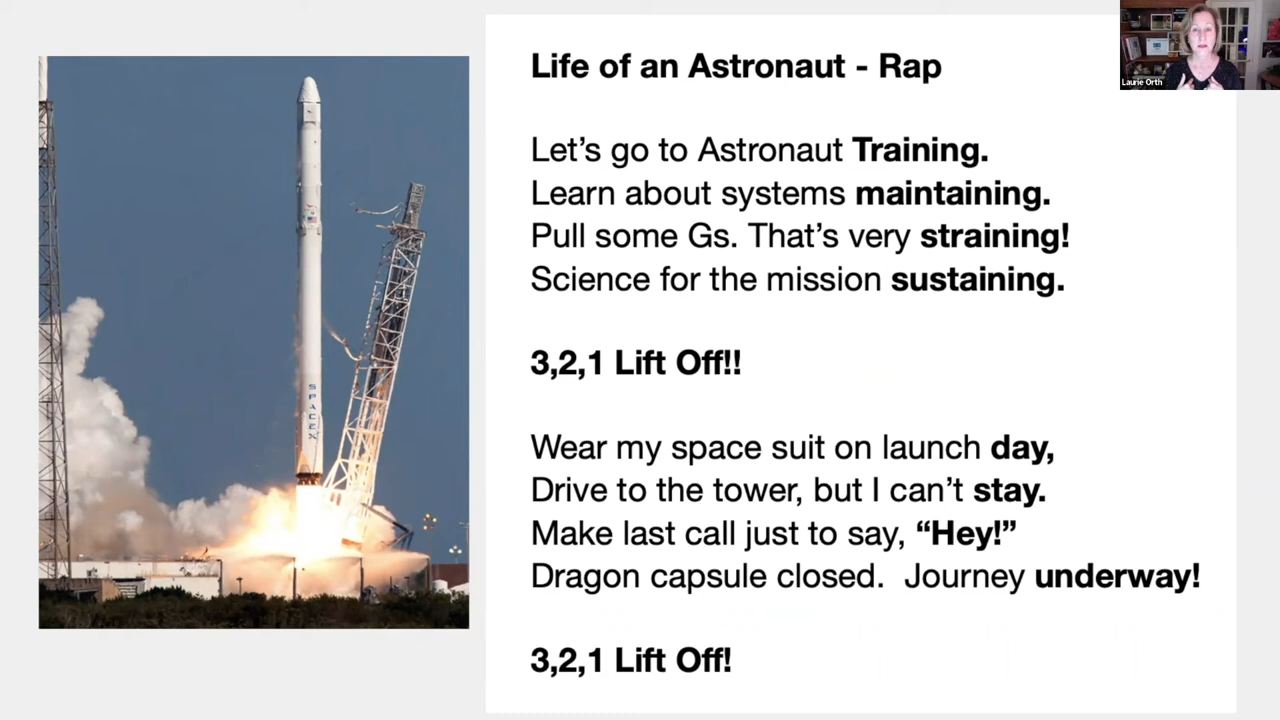 Life of an Astronaut - Rap
Let’s go to Astronaut Training.
Learn about systems maintaining.
Pull some Gs. That’s very straining!
Science for the mission sustaining.
3,2,1 Lift Off!!
Wear my space suit on launch day,
Drive to the tower, but I can’t stay.
Make last call just to say, “Hey!”
Dragon capsule closed.  Journey underway!
3,2,1 Lift Off!
SPACEX
Laurie Orth